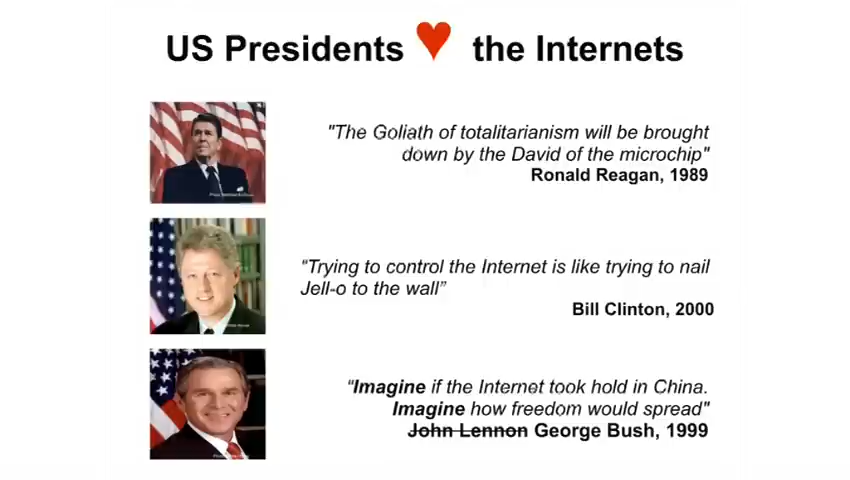 US Presidents ♥ the Internets
"The Goliath of totalitarianism will be brought
down by the David of the microchip"
Ronald Reagan, 1989
“Trying to control the Internet is like trying to nail
Jell-o to the wall”
Bill Clinton, 2000
“Imagine if the Internet took hold in China.
Imagine how freedom would spread"
John Lennon George Bush, 1999